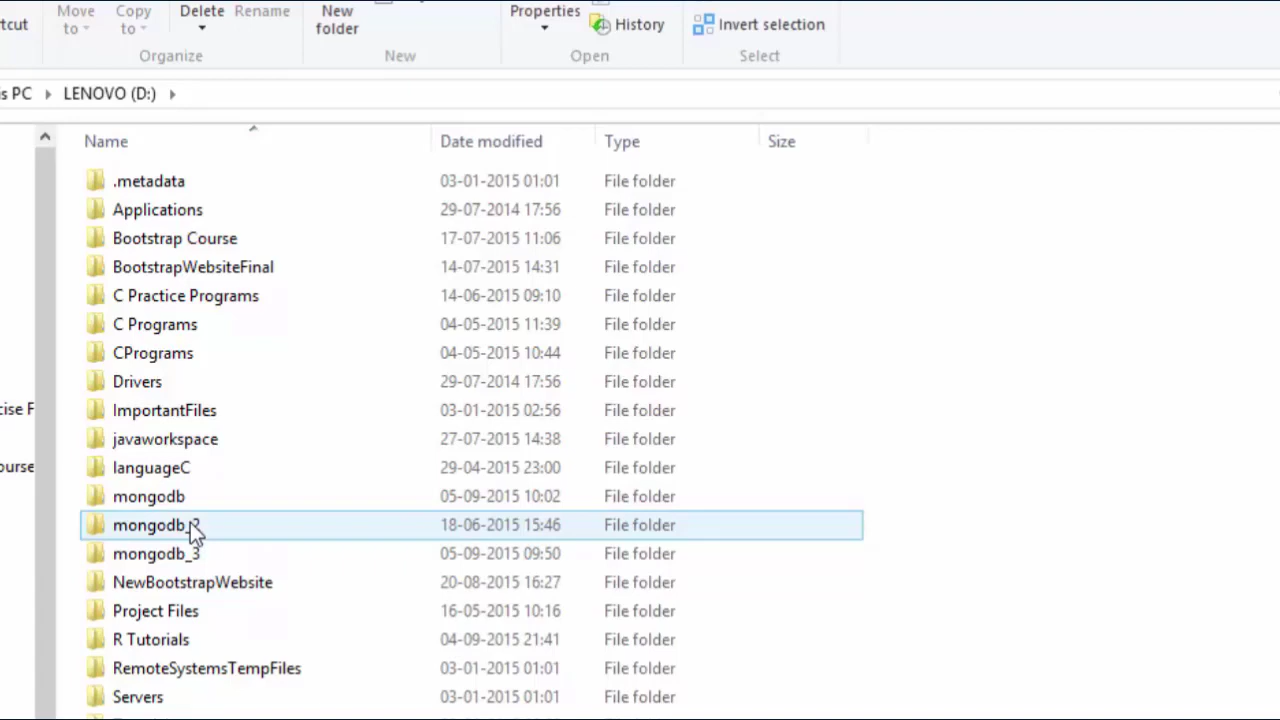 rtcut
Move to
Copy to
Delete
Rename
New folder
Properties
History
Invert selection
Organize
New
Open
Select
is PC
LENOVO (D:)
Name
Date modified
Type
Size
.metadata 03-01-2015 01:01 File folder
Applications 29-07-2014 17:56 File folder
Bootstrap Course 17-07-2015 11:06 File folder
BootstrapWebsiteFinal 14-07-2015 14:31 File folder
C Practice Programs 14-06-2015 09:10 File folder
C Programs 04-05-2015 11:39 File folder
CPrograms 04-05-2015 10:44 File folder
Drivers 29-07-2014 17:56 File folder
cise F
ImportantFiles 03-01-2015 02:56 File folder
javaworkspace 27-07-2015 14:38 File folder
ourse
languageC 29-04-2015 23:00 File folder
mongodb 05-09-2015 10:02 File folder
mongodb_2 18-06-2015 15:46 File folder
mongodb_3 05-09-2015 09:50 File folder
NewBootstrapWebsite 20-08-2015 16:27 File folder
Project Files 16-05-2015 10:16 File folder
R Tutorials 04-09-2015 21:41 File folder
RemoteSystemsTempFiles 03-01-2015 01:01 File folder
Servers 03-01-2015 01:01 File folder